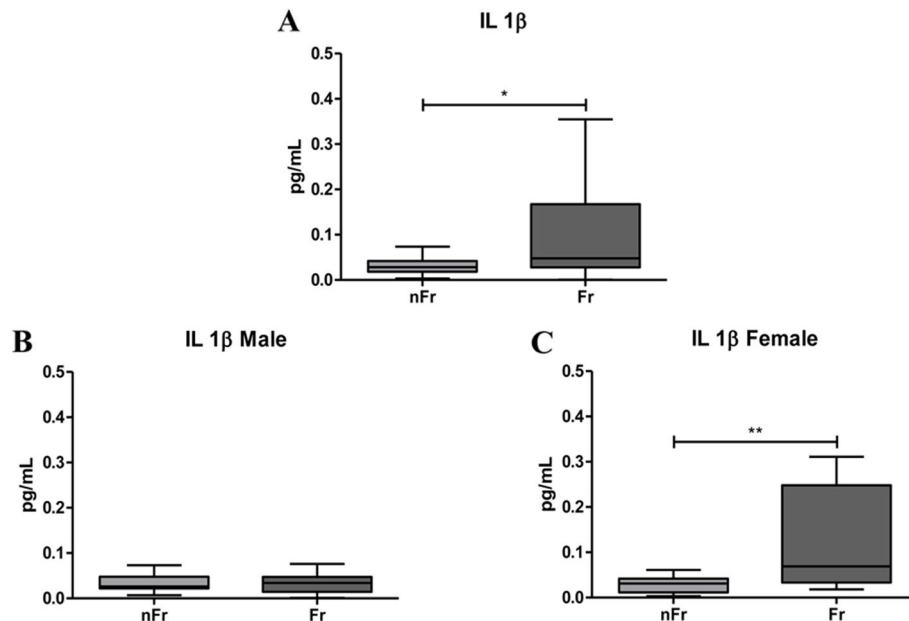 A
IL 1β
0.5
0.4
0.3
0.2
0.1
0.0
pg/mL
*
nFr
Fr
B
IL 1β Male
0.5
0.4
0.3
0.2
0.1
0.0
pg/mL
nFr
Fr
C
IL 1β Female
0.5
0.4
0.3
0.2
0.1
0.0
pg/mL
**
nFr
Fr